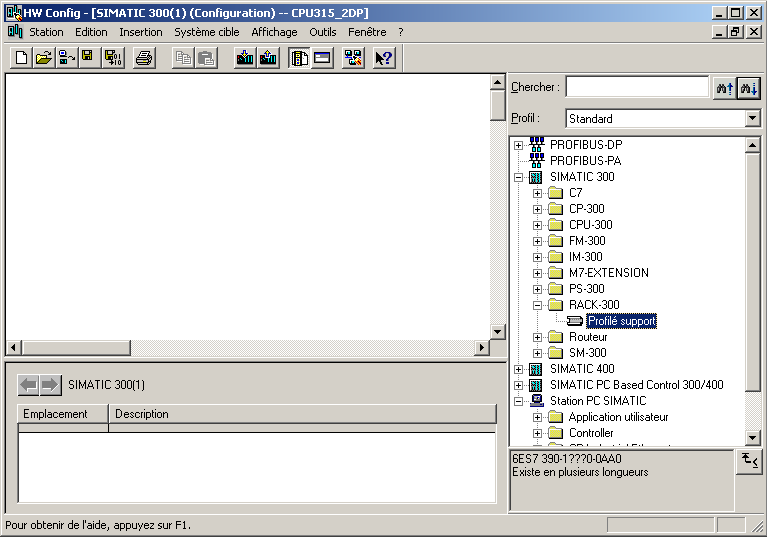 HW Config - [SIMATIC 300(1) (Configuration) -- CPU315_2DP]
Station Edition Insertion Système cible Affichage Outils Fenêtre ?
Chercher :
Profil : Standard
PROFIBUS-DP
PROFIBUS-PA
SIMATIC 300
C7
CP-300
CPU-300
FM-300
IM-300
M7-EXTENSION
PS-300
RACK-300
Profilé support
Routeur
SM-300
SIMATIC 400
SIMATIC PC Based Control 300/400
Station PC SIMATIC
Application utilisateur
Controller
CP Industrial Ethernet
SIMATIC 300(1)
Emplacement Description
6ES7 390-1???0-0AA0
Existe en plusieurs longueurs
Pour obtenir de l'aide, appuyez sur F1.